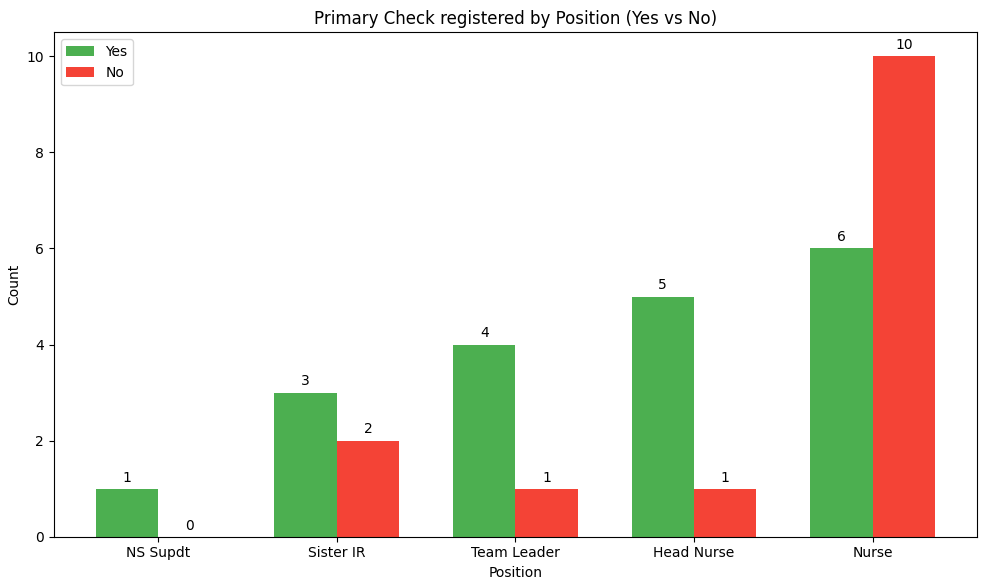 Primary Check registered by Position (Yes vs No)
Yes
No
10
8
6
4
2
0
Count
1
0
3
2
4
1
5
1
6
10
NS Supdt
Sister IR
Team Leader
Head Nurse
Nurse
Position